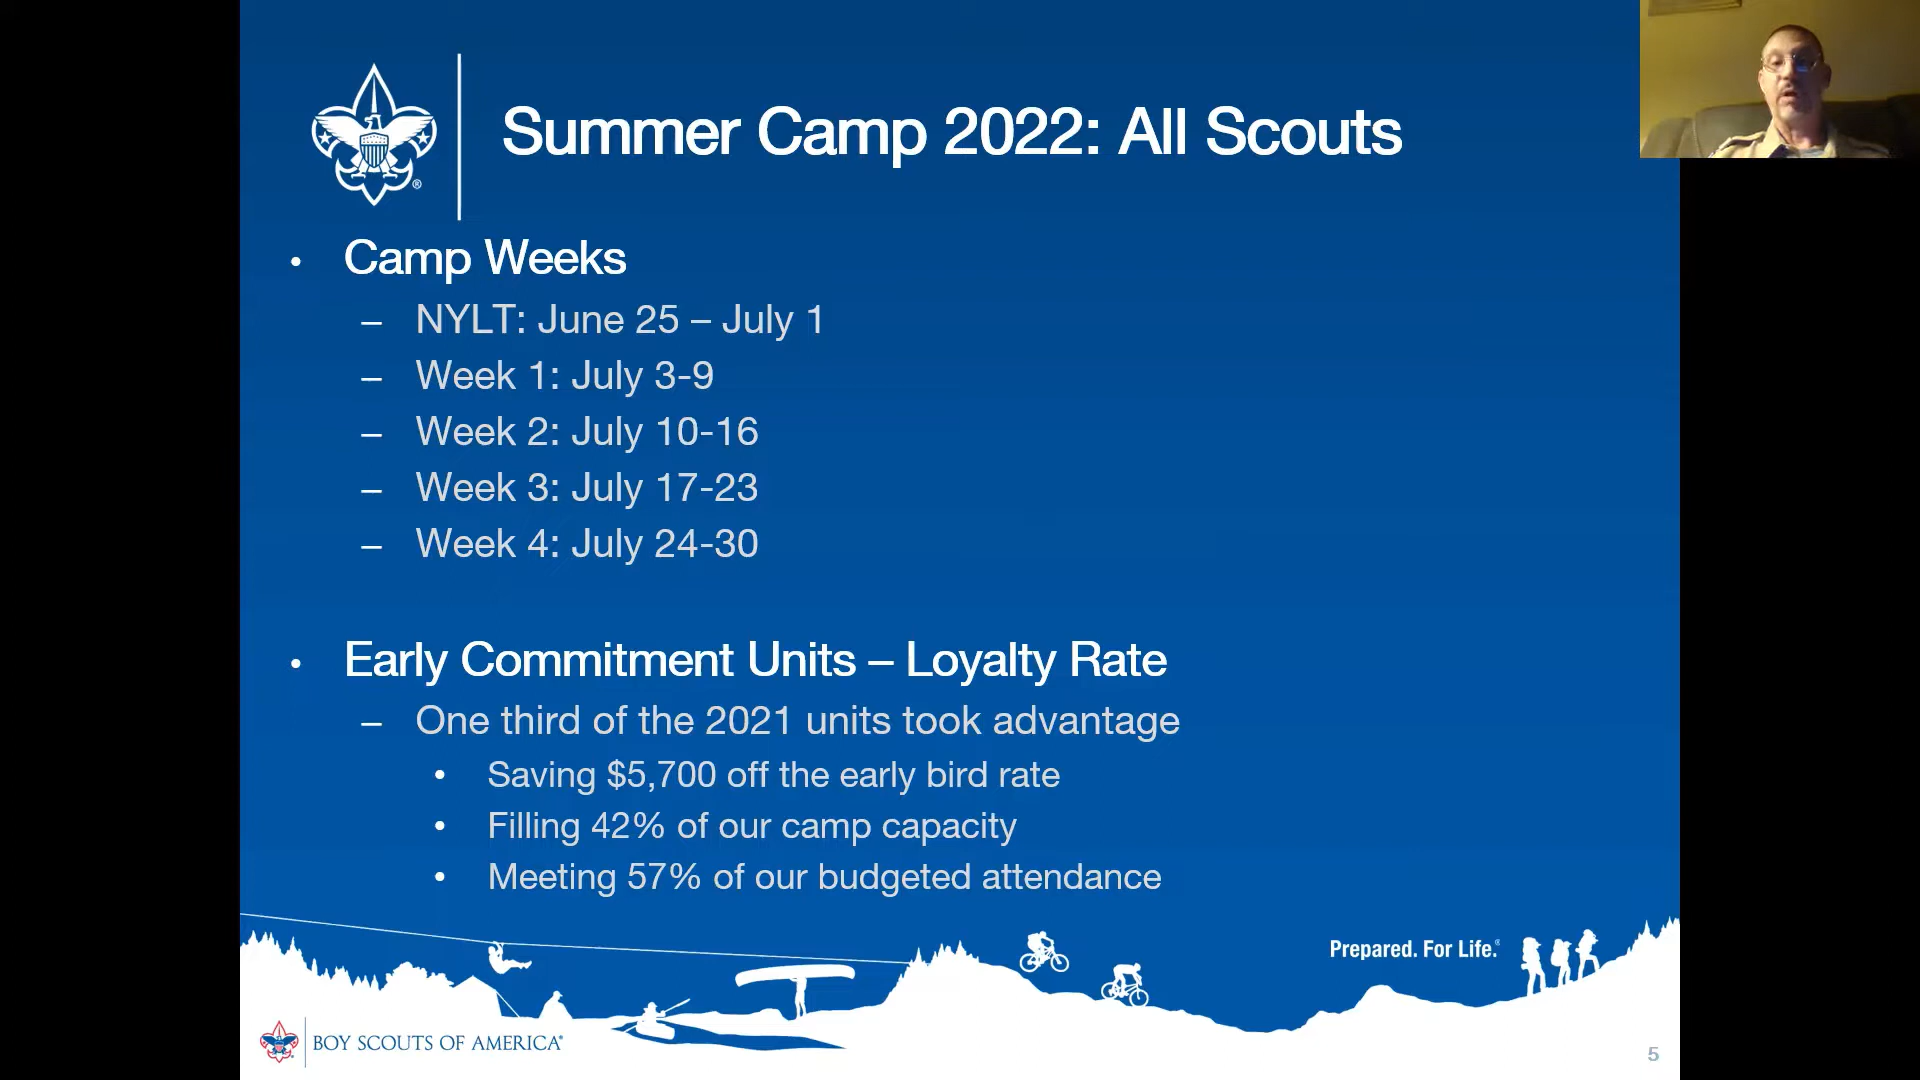 Summer Camp 2022: All Scouts
• Camp Weeks
– NYLT: June 25 – July 1
– Week 1: July 3-9
– Week 2: July 10-16
– Week 3: July 17-23
– Week 4: July 24-30
• Early Commitment Units – Loyalty Rate
– One third of the 2021 units took advantage
• Saving $5,700 off the early bird rate
• Filling 42% of our camp capacity
• Meeting 57% of our budgeted attendance
Prepared. For Life.®
BOY SCOUTS OF AMERICA®
5